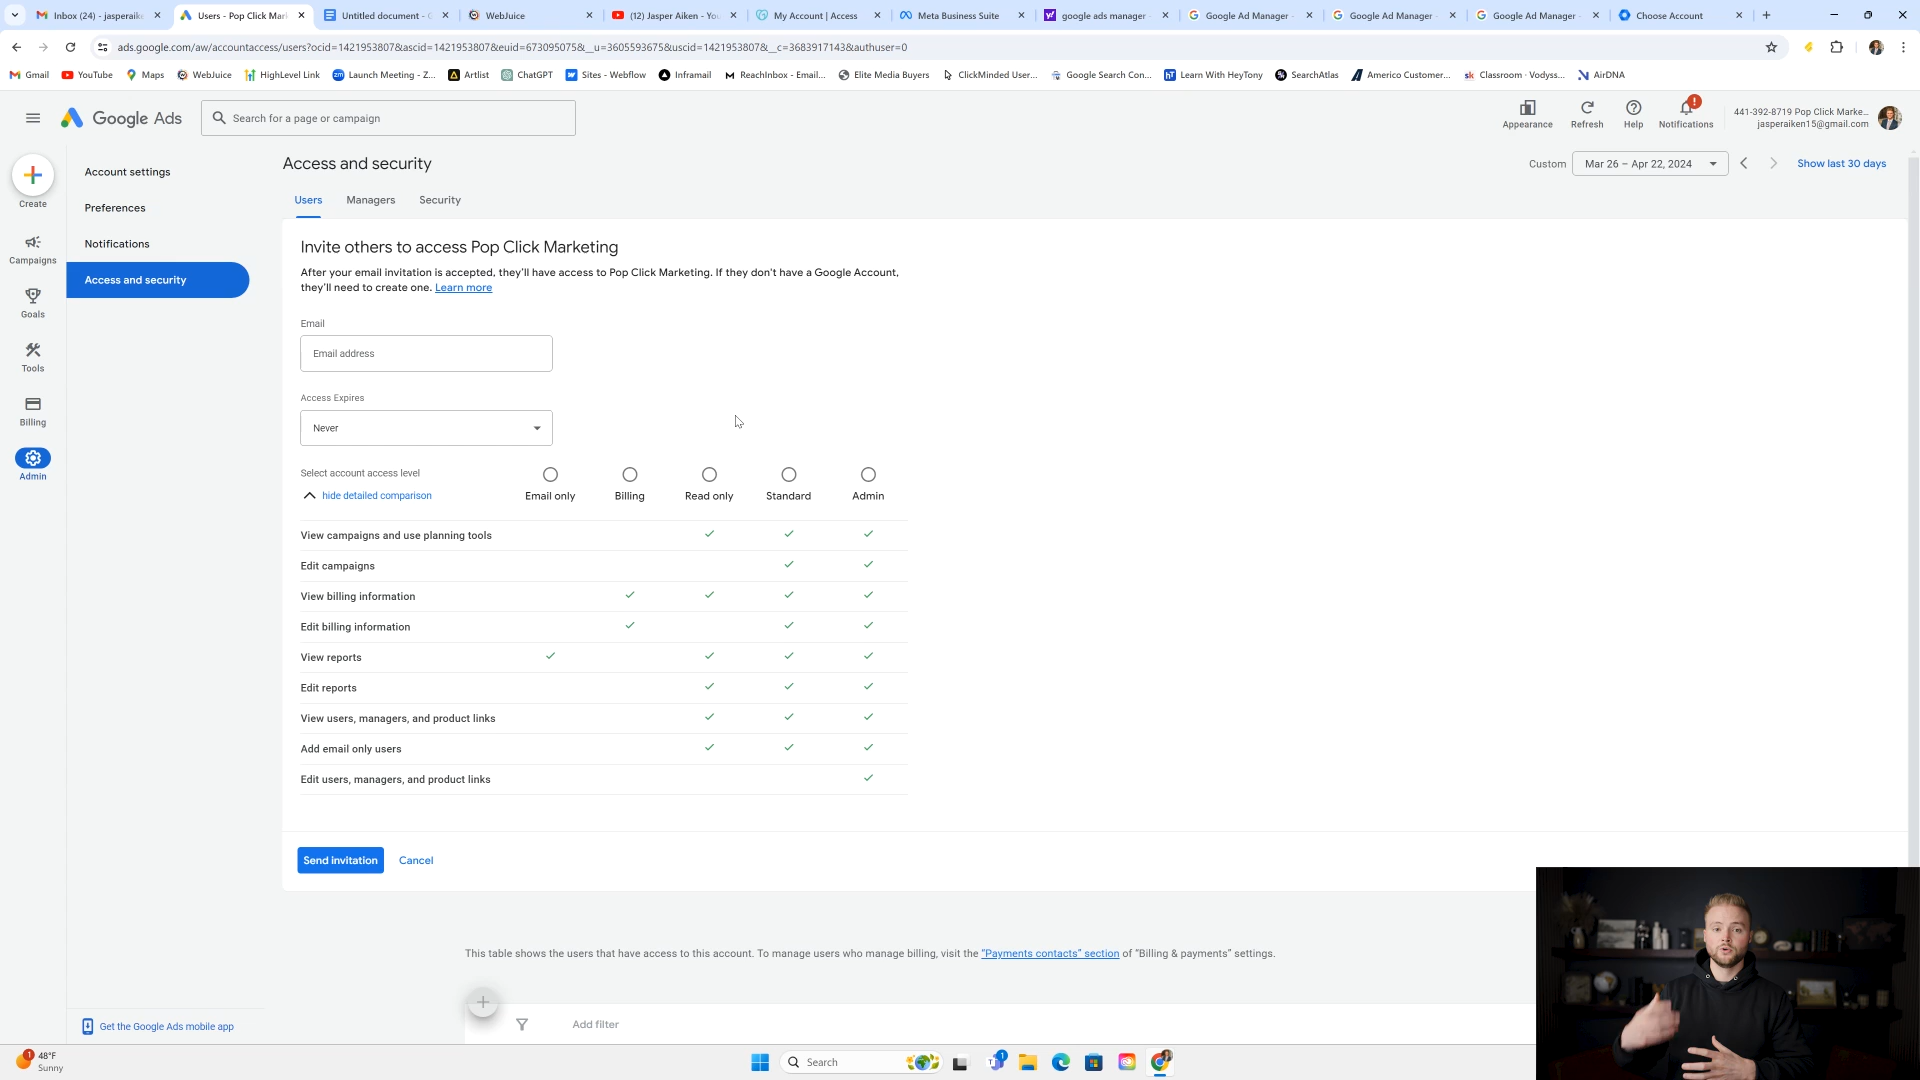 Inbox (24) - jasperaike
Users - Pop Click Mar
Untitled document - G
WebJuice
(12) Jasper Aiken - You
My Account | Access
Meta Business Suite
google ads manager -
Google Ad Manager -
Google Ad Manager -
Google Ad Manager -
Choose Account
ads.google.com/aw/accountaccess/users?ocid=1421953807&ascid=1421953807&euid=673095075&__u=3605593675&uscid=1421953807&__c=3683917143&authuser=0
Gmail
YouTube
Maps
WebJuice
HighLevel Link
Launch Meeting - Z...
Artlist
ChatGPT
Sites - Webflow
Inframail
ReachInbox - Email...
Elite Media Buyers
ClickMinded User...
Google Search Con...
Learn With HeyTony
SearchAtlas
Americo Customer...
Classroom · Vodyss...
AirDNA
Google Ads
Search for a page or campaign
Appearance
Refresh
Help
Notifications
441-392-8719 Pop Click Marke...
jasperaiken15@gmail.com
Create
Campaigns
Goals
Tools
Billing
Admin
Account settings
Preferences
Notifications
Access and security
Get the Google Ads mobile app
Access and security
Custom
Mar 26 – Apr 22, 2024
Show last 30 days
Users
Managers
Security
Invite others to access Pop Click Marketing
After your email invitation is accepted, they'll have access to Pop Click Marketing. If they don't have a Google Account,
they'll need to create one. Learn more
Email
Email address
Access Expires
Never
Select account access level
hide detailed comparison
Email only
Billing
Read only
Standard
Admin
View campaigns and use planning tools
Edit campaigns
View billing information
Edit billing information
View reports
Edit reports
View users, managers, and product links
Add email only users
Edit users, managers, and product links
Send invitation
Cancel
This table shows the users that have access to this account. To manage users who manage billing, visit the "Payments contacts" section of "Billing & payments" settings.
Add filter
1
48°F
Sunny
Search
1